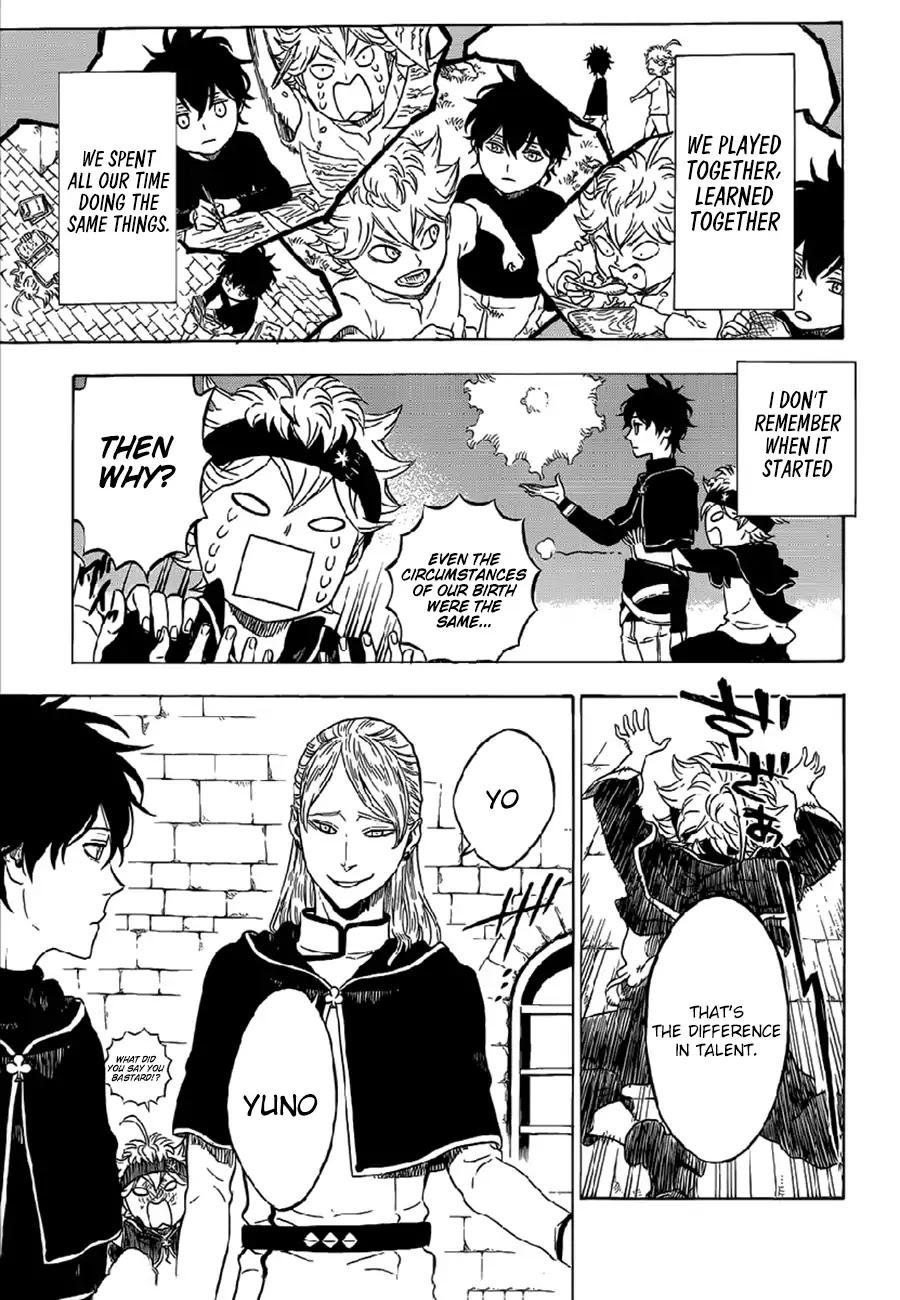 WE PLAYED
TOGETHER,
LEARNED
TOGETHER
WE SPENT
ALL OUR TIME
DOING THE
SAME THINGS.
I DON'T
REMEMBER
WHEN IT
STARTED
EVEN THE
CIRCUMSTANCES
OF OUR BIRTH
WERE THE
SAME...
THEN
WHY?
THAT'S
THE DIFFERENCE
IN TALENT.
YO
YUNO
WHAT DID
YOU SAY YOU
BASTARD!?